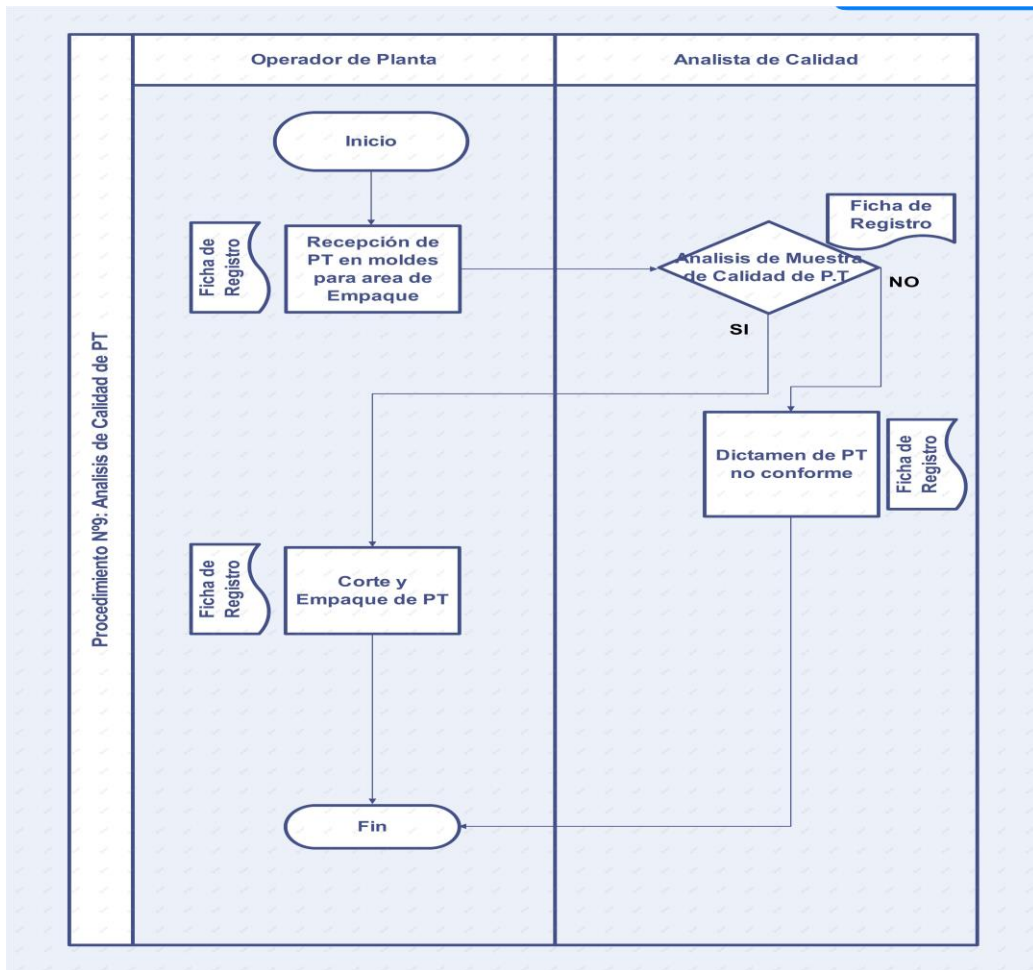 Procedimiento Nº9: Analisis de Calidad de PT
Operador de Planta
Analista de Calidad
Inicio
Ficha de
Registro
Recepción de
PT en moldes
para area de
Empaque
Ficha de
Registro
Analisis de Muestra
de Calidad de P.T
NO
SI
Dictamen de PT
no conforme
Ficha de
Registro
Ficha de
Registro
Corte y
Empaque de PT
Fin